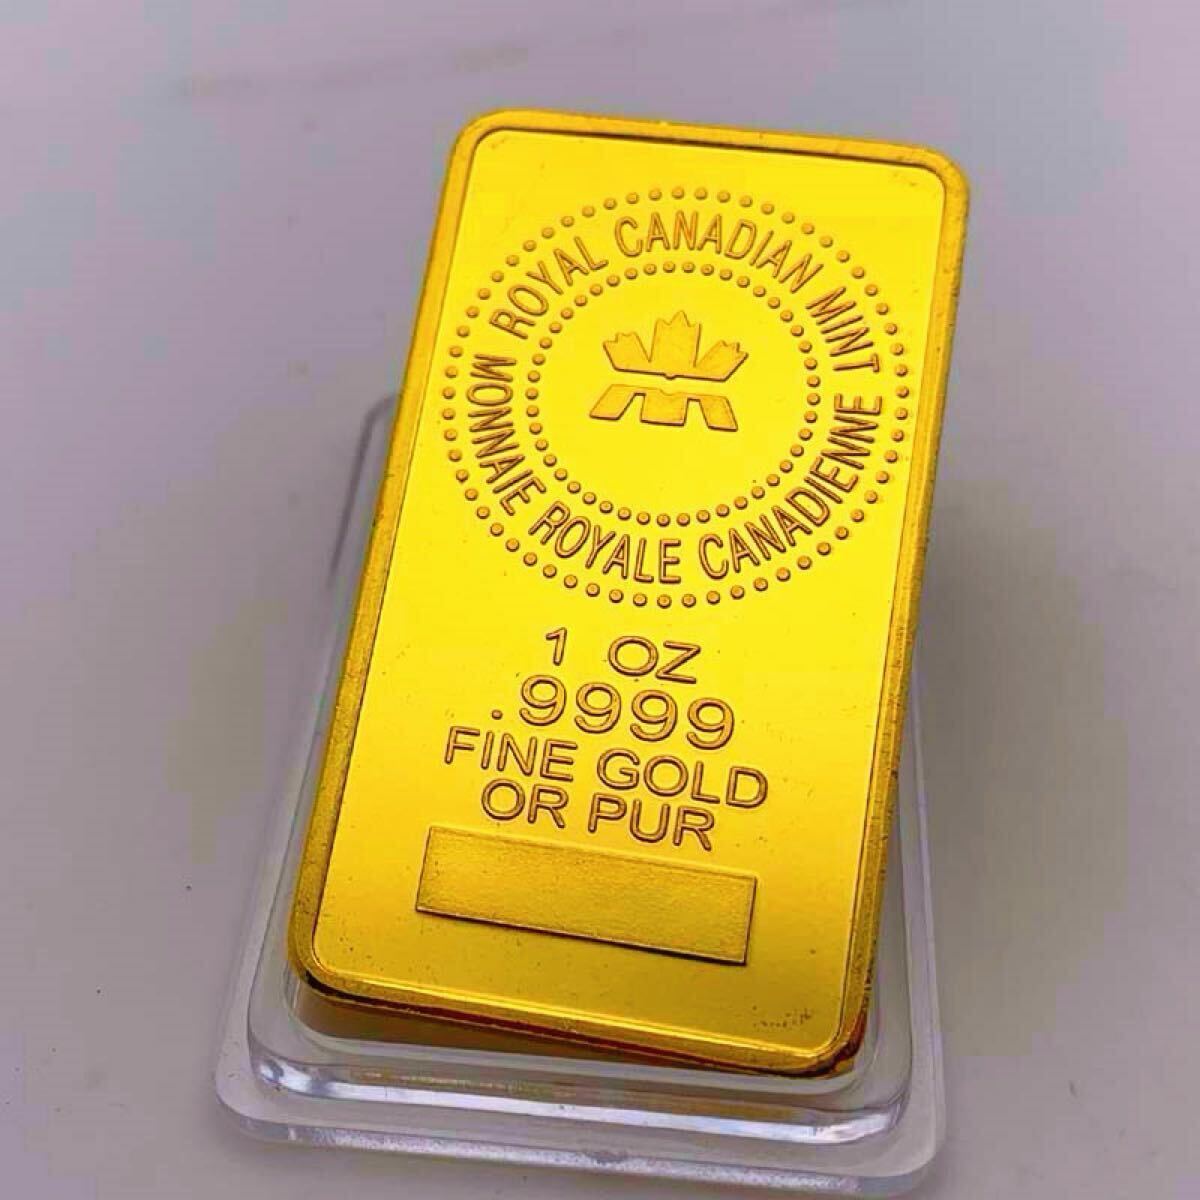 ROYAL CANADIAN MINT
MONNAIE ROYALE CANADIENNE
1 OZ
.9999
FINE GOLD
OR PUR